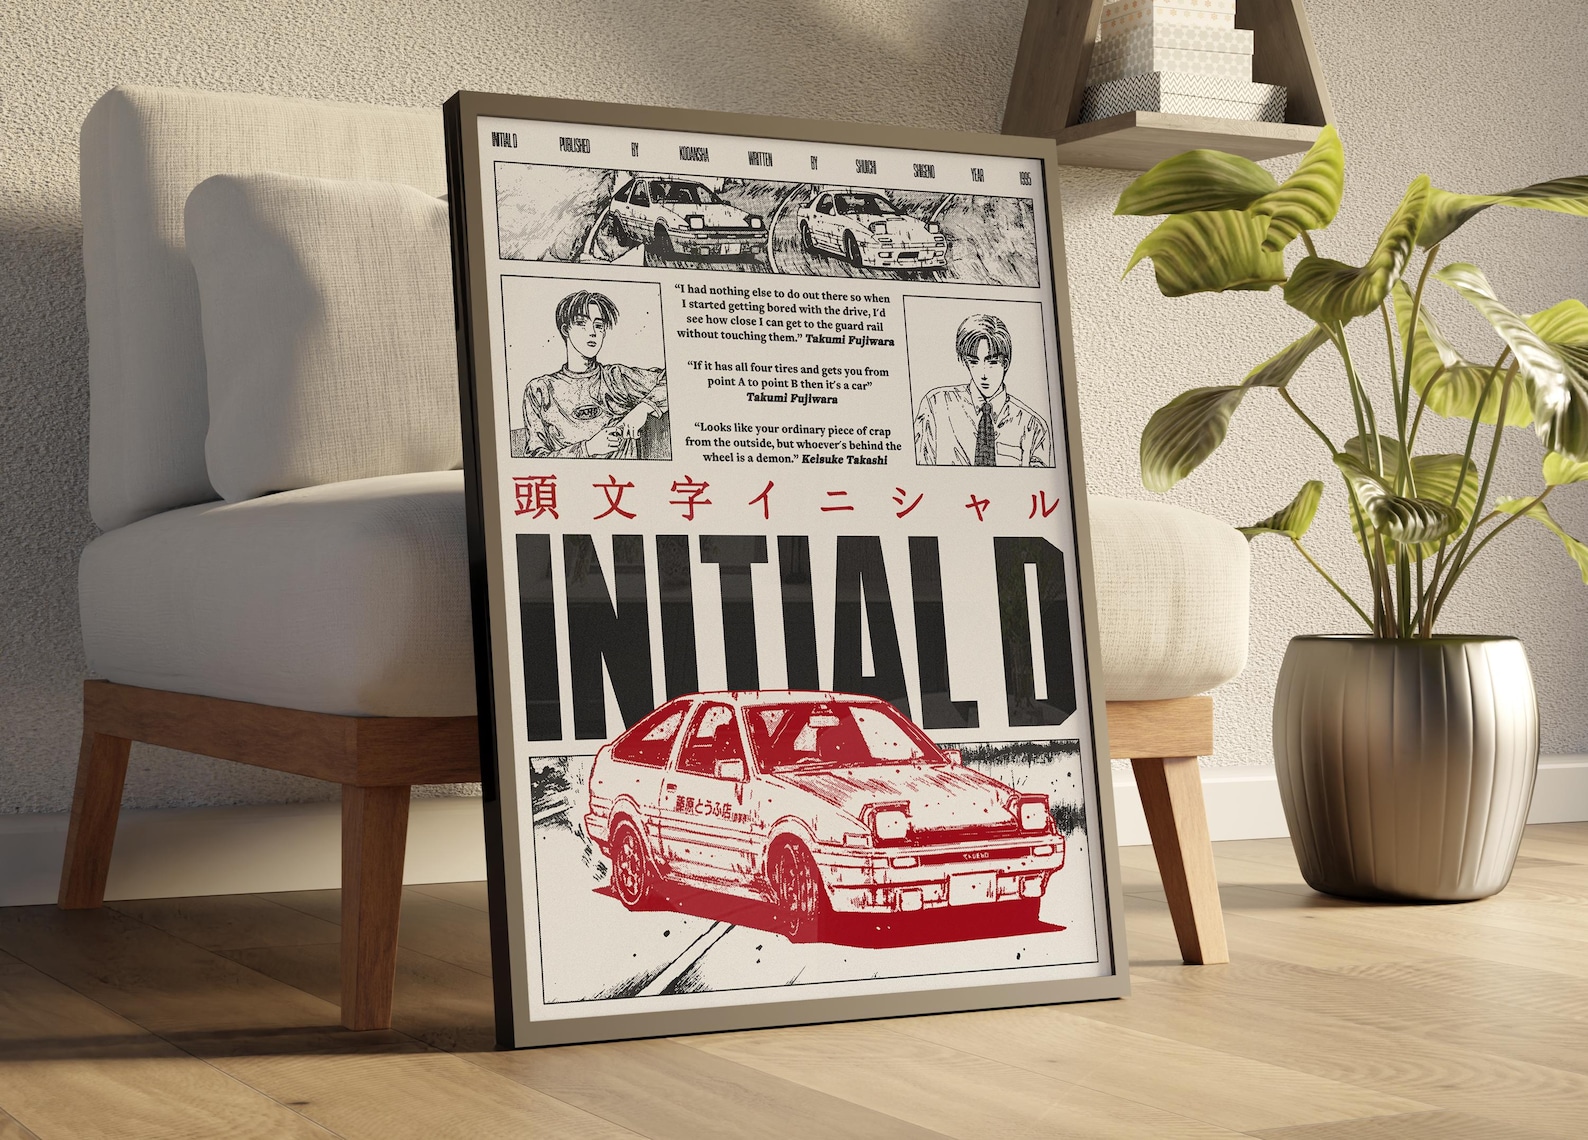 INITIAL D PUBLISHED BY KODANSHA WRITTEN BY SHUICHI SHIGENO YEAR 1995
“I had nothing else to do out there so when
I started getting bored with the drive, I'd
see how close I can get to the guard rail
without touching them.” Takumi Fujiwara
“If it has all four tires and gets you from
point A to point B then it's a car”
Takumi Fujiwara
“Looks like your ordinary piece of crap
from the outside, but whoever's behind the
wheel is a demon.” Keisuke Takashi
頭文字イニシャル
INITIAL D
藤原とうふ店
TRUENO